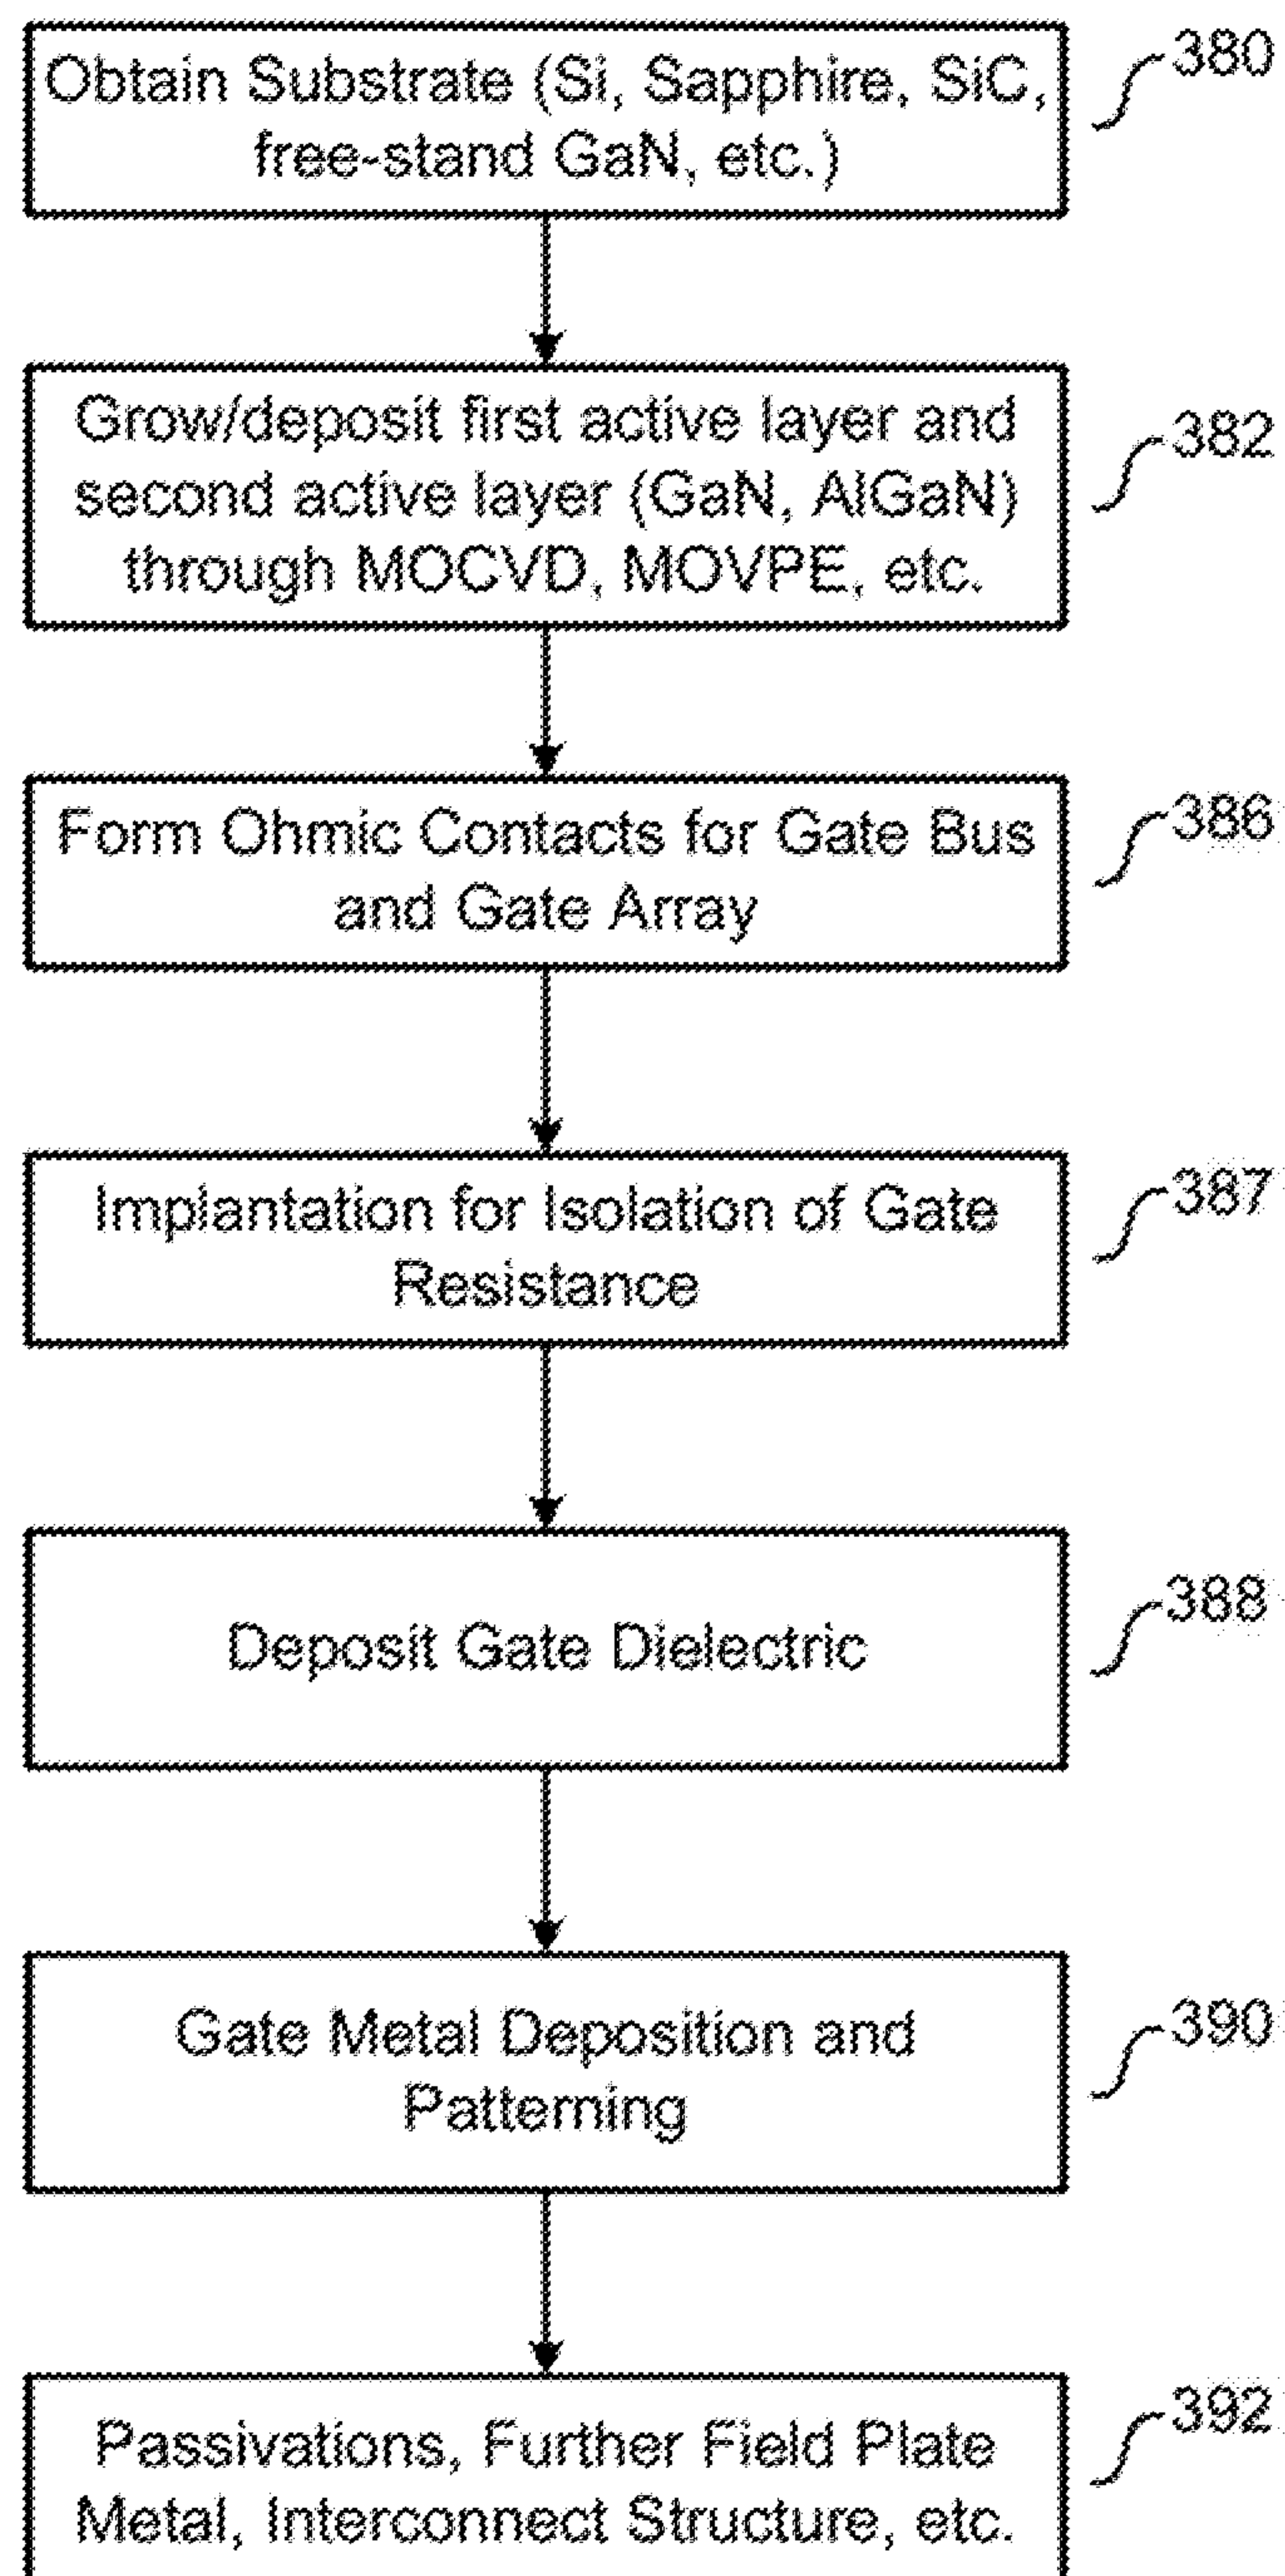 Obtain Substrate (Si, Sapphire, SiC,
free-stand GaN, etc.)
380
Grow/deposit first active layer and
second active layer (GaN, AlGaN)
through MOCVD, MOVPE, etc.
382
Form Ohmic Contacts for Gate Bus
and Gate Array
386
Implantation for Isolation of Gate
Resistance
387
Deposit Gate Dielectric
388
Gate Metal Deposition and
Patterning
390
Passivations, Further Field Plate
Metal, Interconnect Structure, etc.
392